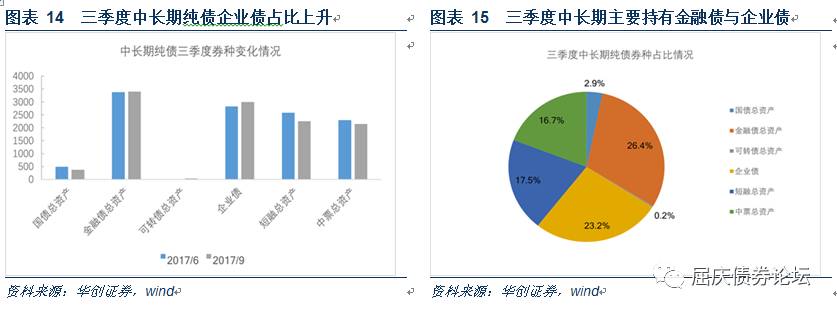 图表 14 三季度中长期纯债企业债占比上升
中长期纯债三季度券种变化情况
4000
3500
3000
2500
2000
1500
1000
500
0
国债总资产
金融债总资产
可转债总资产
企业债
短融总资产
中票总资产
2017/6 2017/9
资料来源：华创证券，wind
图表 15 三季度中长期主要持有金融债与企业债
三季度中长期纯债券种占比情况
2.9%
26.4%
0.2%
23.2%
17.5%
16.7%
国债总资产
金融债总资产
可转债总资产
企业债
短融总资产
中票总资产
资料来源：华创证券，wind
屈庆债券论坛